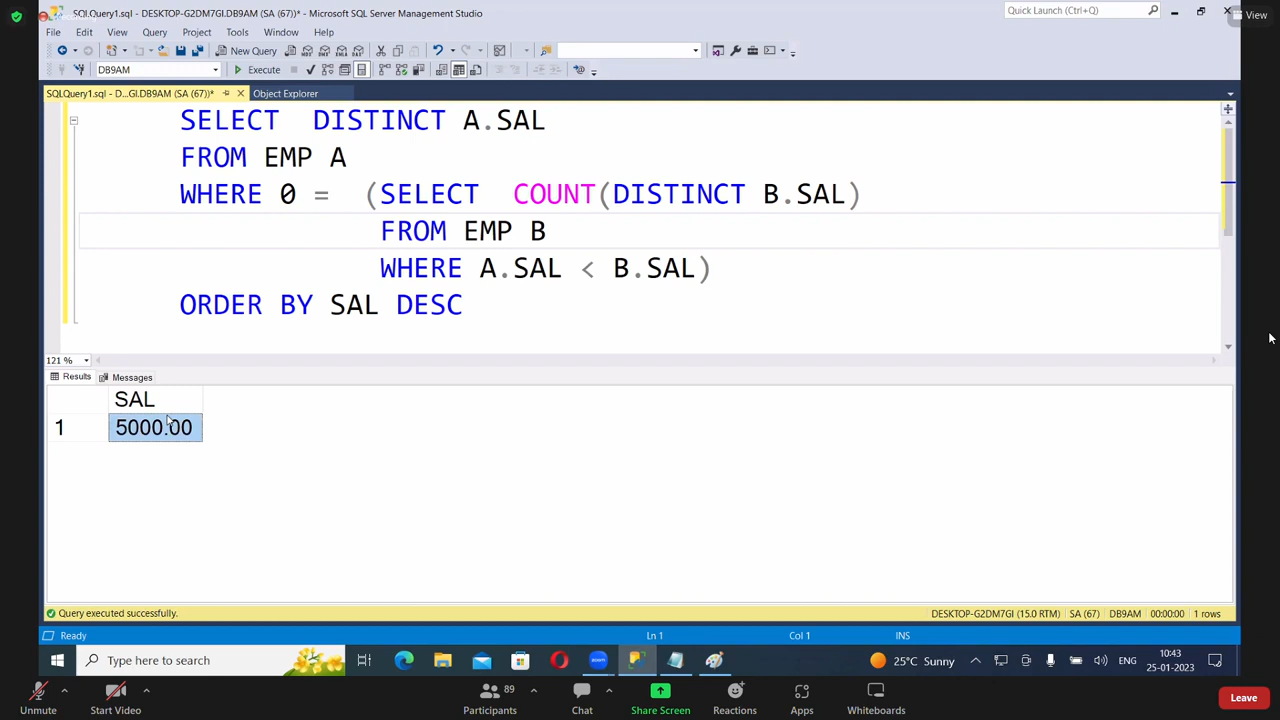 SQLQuery1.sql - DESKTOP-G2DM7GI.DB9AM (SA (67))* - Microsoft SQL Server Management Studio
Quick Launch (Ctrl+Q)
View
File Edit View Query Project Tools Window Help
New Query
DB9AM
Execute
SQLQuery1.sql - D...GI.DB9AM (SA (67))* Object Explorer
SELECT DISTINCT A.SAL
FROM EMP A
WHERE 0 = (SELECT COUNT(DISTINCT B.SAL)
FROM EMP B
WHERE A.SAL < B.SAL)
ORDER BY SAL DESC
121 %
Results Messages
SAL
1 5000.00
Query executed successfully.
DESKTOP-G2DM7GI (15.0 RTM) SA (67) DB9AM 00:00:00 1 rows
Ready Ln 1 Col 1 INS
Type here to search
25°C Sunny
ENG
10:43
25-01-2023
89
Unmute Start Video Participants Chat Share Screen Reactions Apps Whiteboards Leave